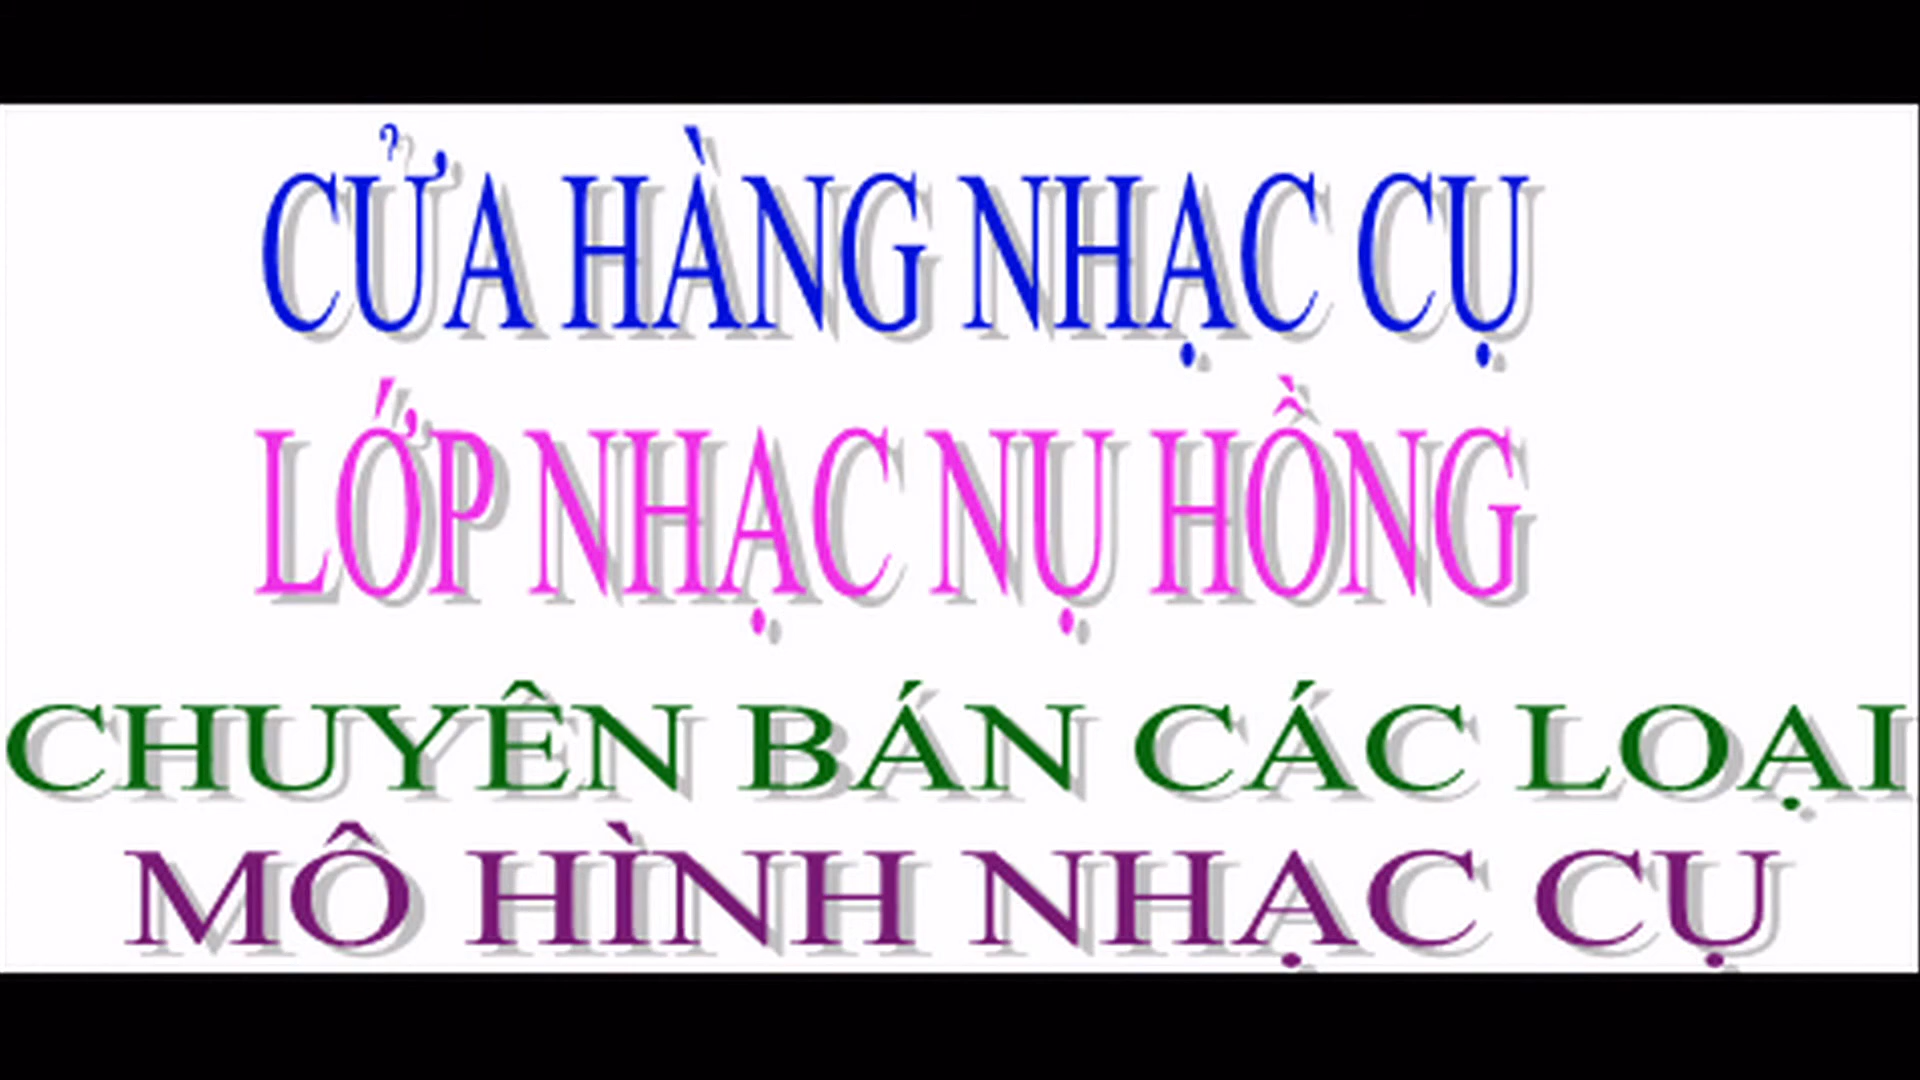 CỬA HÀNG NHẠC CỤ
LỚP NHẠC NỤ HỒNG
CHUYÊN BÁN CÁC LOẠI
MÔ HÌNH NHẠC CỤ